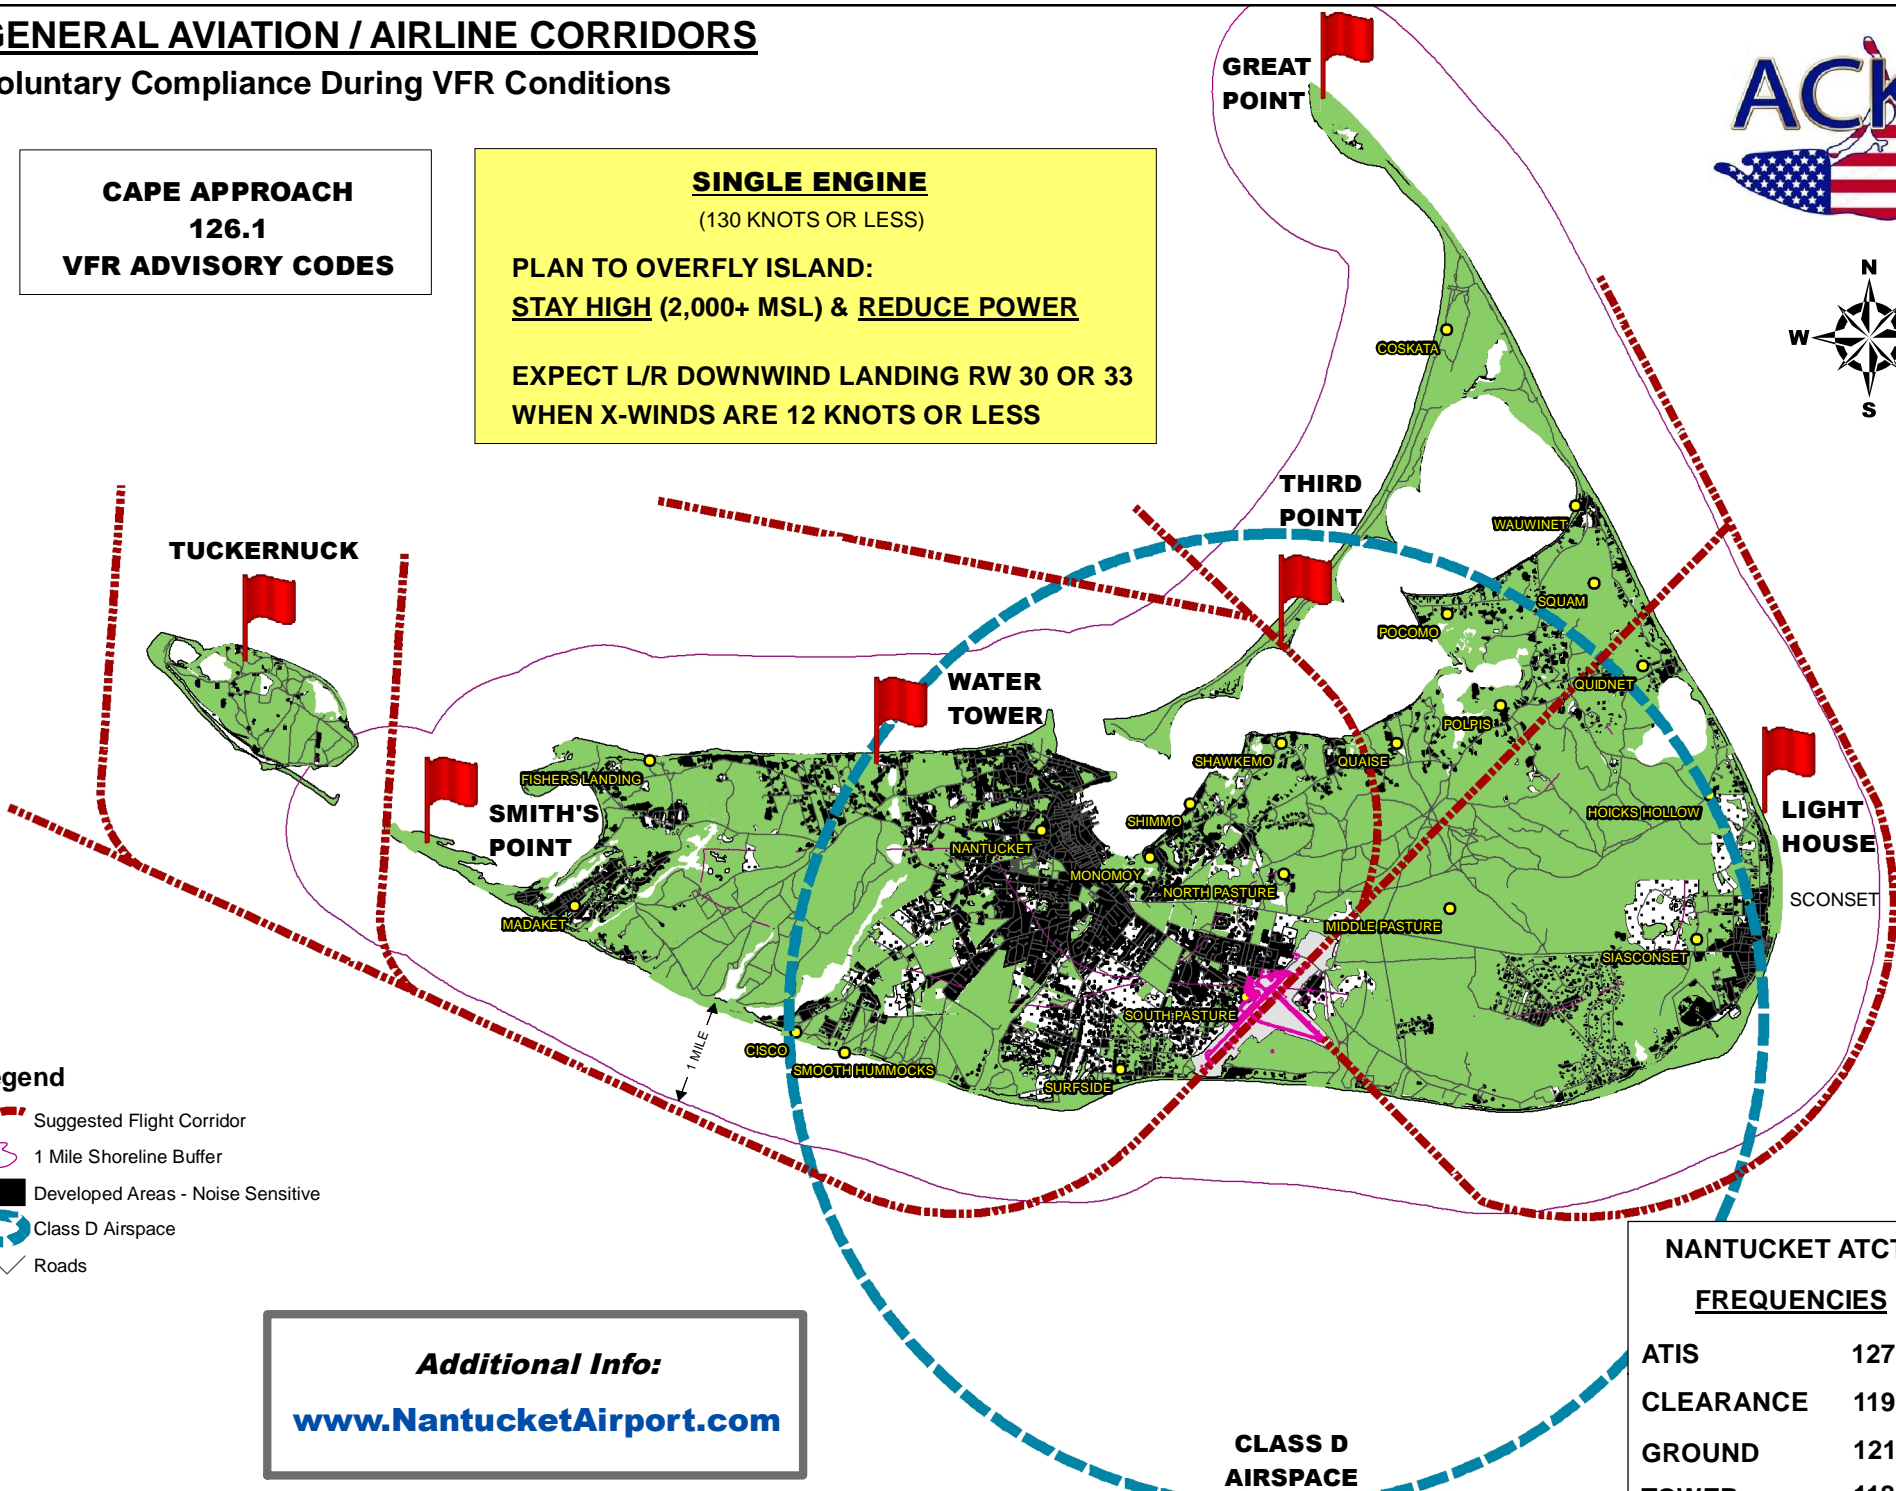 GENERAL AVIATION / AIRLINE CORRIDORS
oluntary Compliance During VFR Conditions
CAPE APPROACH
126.1
VFR ADVISORY CODES
SINGLE ENGINE
(130 KNOTS OR LESS)
PLAN TO OVERFLY ISLAND:
STAY HIGH (2,000+ MSL) & REDUCE POWER
EXPECT L/R DOWNWIND LANDING RW 30 OR 33
WHEN X-WINDS ARE 12 KNOTS OR LESS
GREAT
POINT
ACK
N
W
S
COSKATA
THIRD
POINT
WAUWINET
TUCKERNUCK
SQUAM
POCOMO
QUIDNET
WATER
TOWER
POLPIS
SHAWKEMO
QUAISE
FISHERS LANDING
SMITH'S
POINT
SHIMMO
HOICKS HOLLOW
LIGHT
HOUSE
NANTUCKET
MONOMOY
NORTH PASTURE
SCONSET
MADAKET
MIDDLE PASTURE
SIASCONSET
SOUTH PASTURE
1 MILE
CISCO
SMOOTH HUMMOCKS
SURFSIDE
egend
Suggested Flight Corridor
1 Mile Shoreline Buffer
Developed Areas - Noise Sensitive
Class D Airspace
Roads
Additional Info:
www.NantucketAirport.com
CLASS D
AIRSPACE
NANTUCKET ATCT
FREQUENCIES
ATIS 127
CLEARANCE 119
GROUND 121
TOWER 118